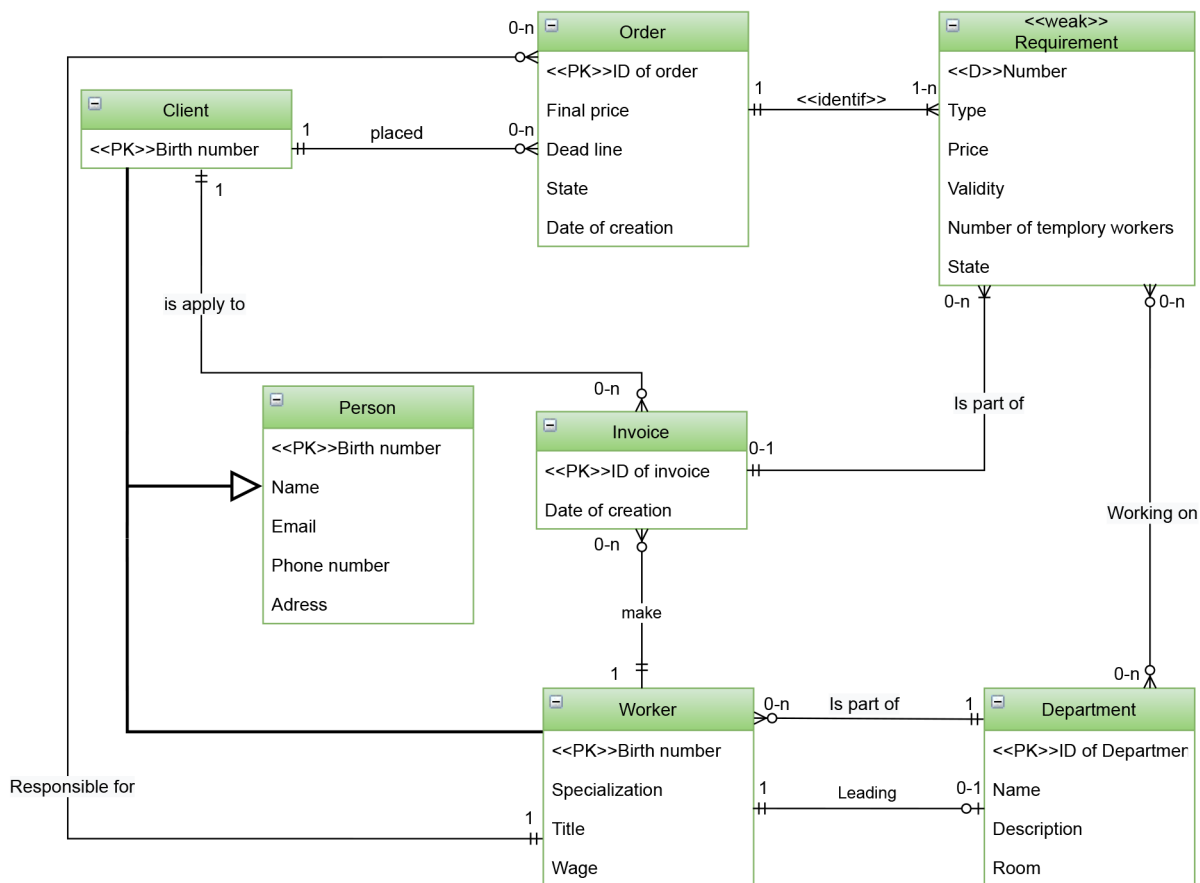 0-n
Order
<<PK>>ID of order
Final price
Dead line
State
Date of creation
<<weak>>
Requirement
<<D>>Number
Type
Price
Validity
Number of templory workers
State
1
<<identif>>
1-n
Client
<<PK>>Birth number
1
placed
0-n
1
is apply to
0-n
0-n
0-n
Is part of
Person
<<PK>>Birth number
Name
Email
Phone number
Adress
Invoice
<<PK>>ID of invoice
Date of creation
0-1
0-n
Working on
make
1
0-n
Worker
<<PK>>Birth number
Specialization
Title
Wage
0-n
Is part of
1
1
Leading
0-1
Department
<<PK>>ID of Departmer
Name
Description
Room
Responsible for
1